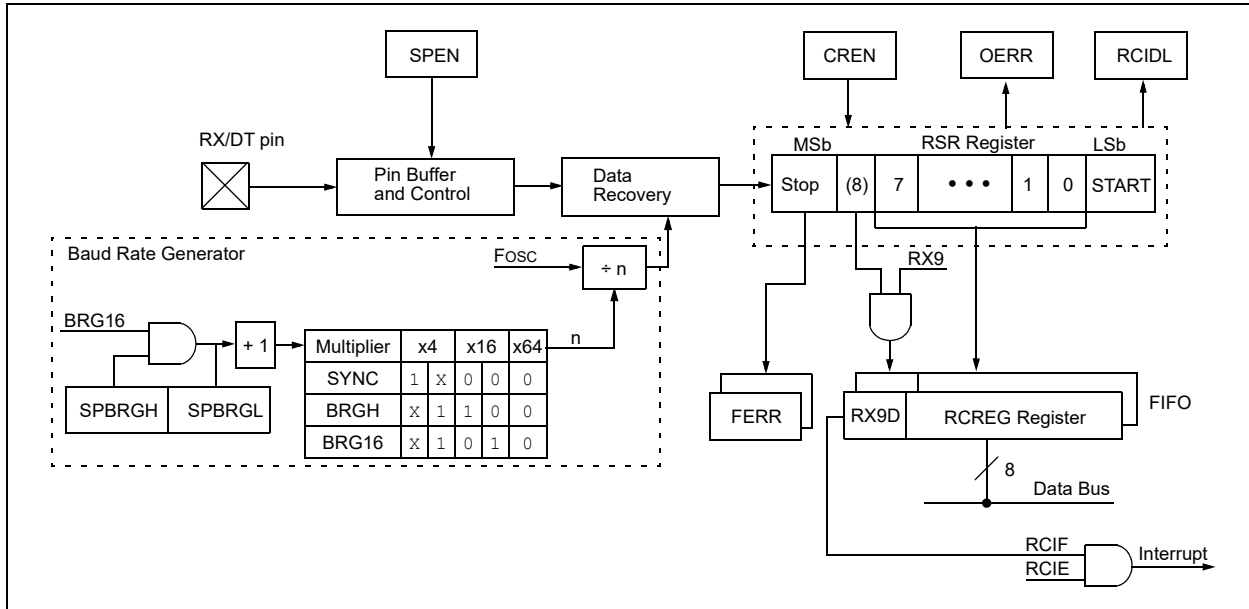 SPEN
CREN
OERR
RCIDL
RX/DT pin
MSb
RSR Register
LSb
Pin Buffer
and Control
Data
Recovery
Stop (8) 7 • • • 1 0 START
Baud Rate Generator
FOSC
÷ n
RX9
BRG16
+ 1
Multiplier x4 x16 x64
n
SYNC 1 X 0 0 0
BRGH X 1 1 0 0
BRG16 X 1 0 1 0
SPBRGH SPBRGL
FERR
RX9D RCREG Register
FIFO
8
Data Bus
RCIF
RCIE
Interrupt